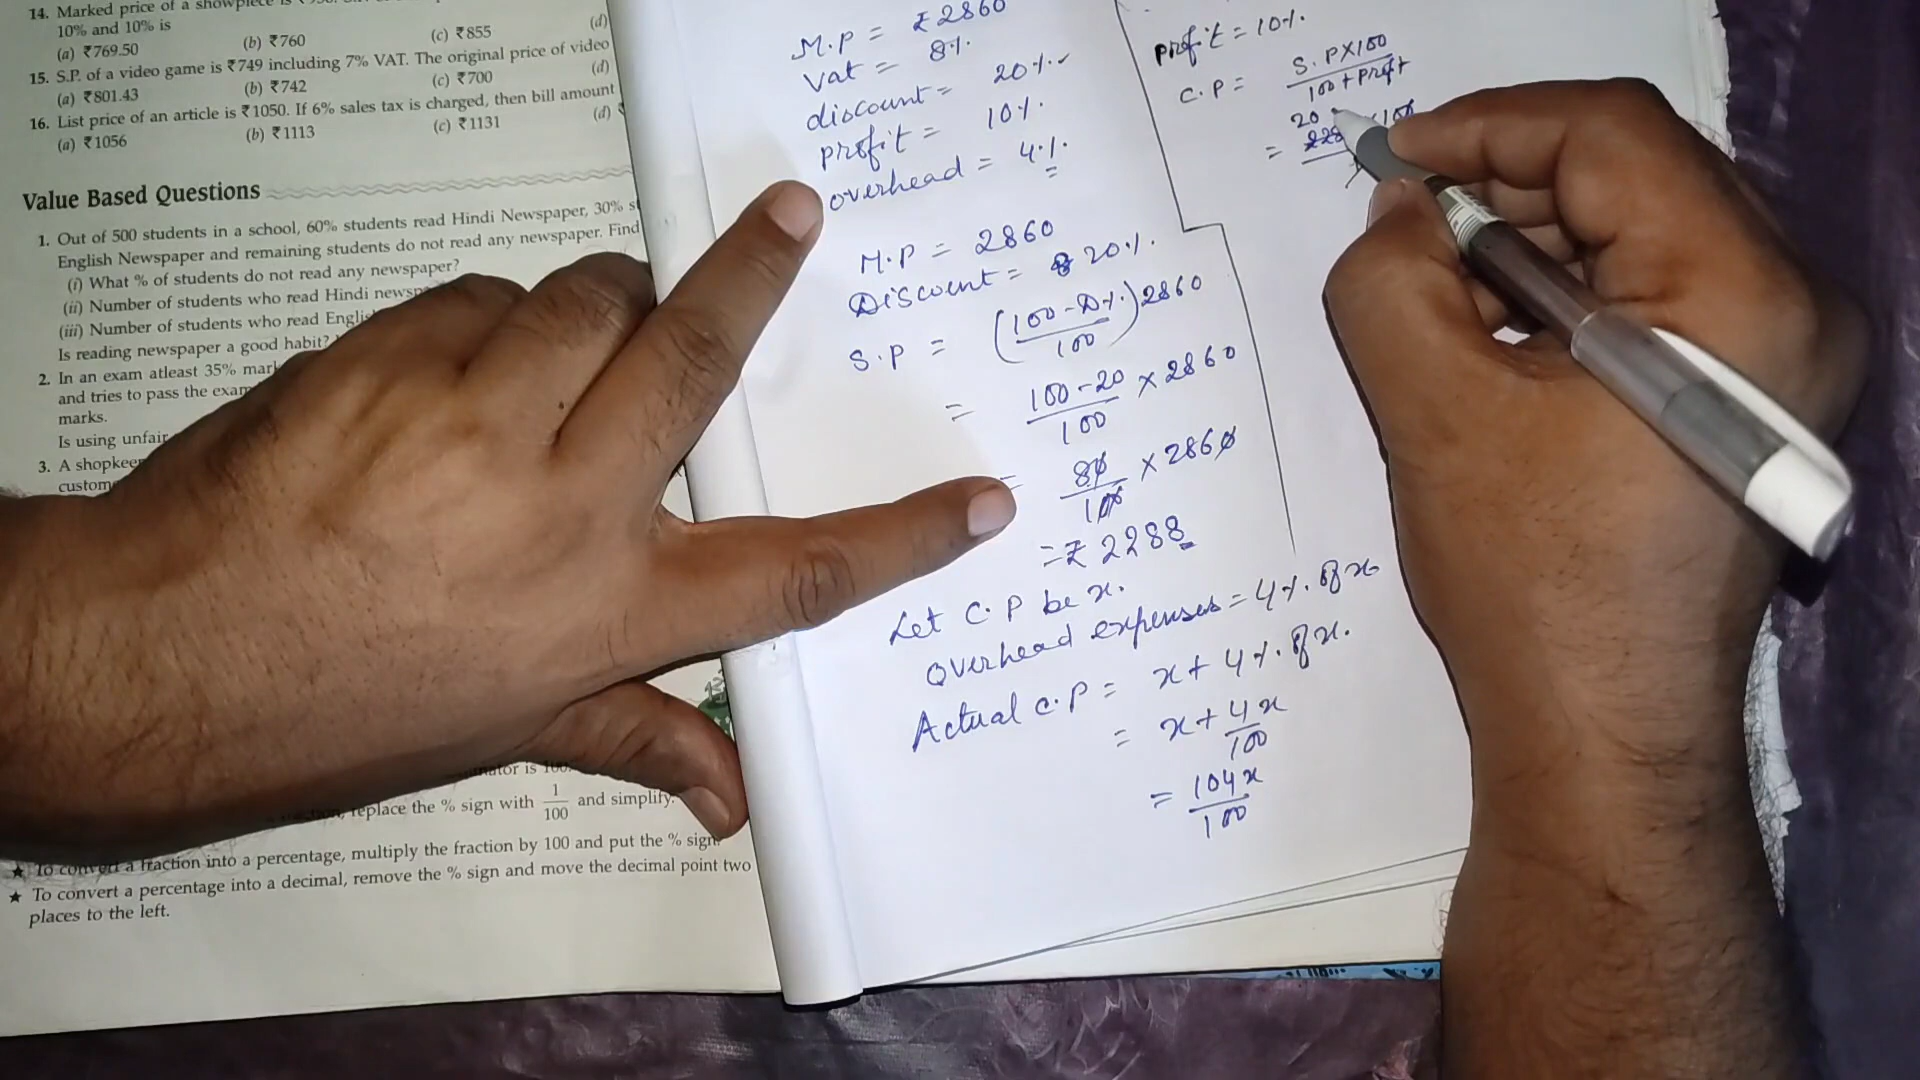 14. Marked price of a showpiece is
10% and 10% is
(a) ₹769.50 (b) ₹760 (c) ₹855 (d)
15. S.P. of a video game is ₹749 including 7% VAT. The original price of video
(a) ₹801.43 (b) ₹742 (c) ₹700 (d)
16. List price of an article is ₹1050. If 6% sales tax is charged, then bill amount
(a) ₹1056 (b) ₹1113 (c) ₹1131 (d)
Value Based Questions
1. Out of 500 students in a school, 60% students read Hindi Newspaper, 30%
English Newspaper and remaining students do not read any newspaper. Find
(i) What % of students do not read any newspaper?
(ii) Number of students who read Hindi
(iii) Number of students who read
Is reading newspaper a good habit?
2. In an exam atleast 35%
and tries to pass the
marks.
Is using unfair
3. A
is
replace the % sign with 1/100 and simplify.
★ To convert a fraction into a percentage, multiply the fraction by 100 and put the % sign.
★ To convert a percentage into a decimal, remove the % sign and move the decimal point two
places to the left.
M.P = ₹2860
Vat = 8%.
discount = 20%.
profit = 10%.
overhead = 4%.
M.P = 2860
Discount = 20%.
S.P = (100-D%./100) 2860
= 100-20/100 × 2860
= 80/100 × 2860
= ₹2288
Let C.P be x.
Overhead expenses = 4%. of x
Actual C.P = x + 4%. of x.
= x + 4x/100
= 104x/100
profit = 10%.
C.P = S.P×100/100+Profit
20
= 228 ×100